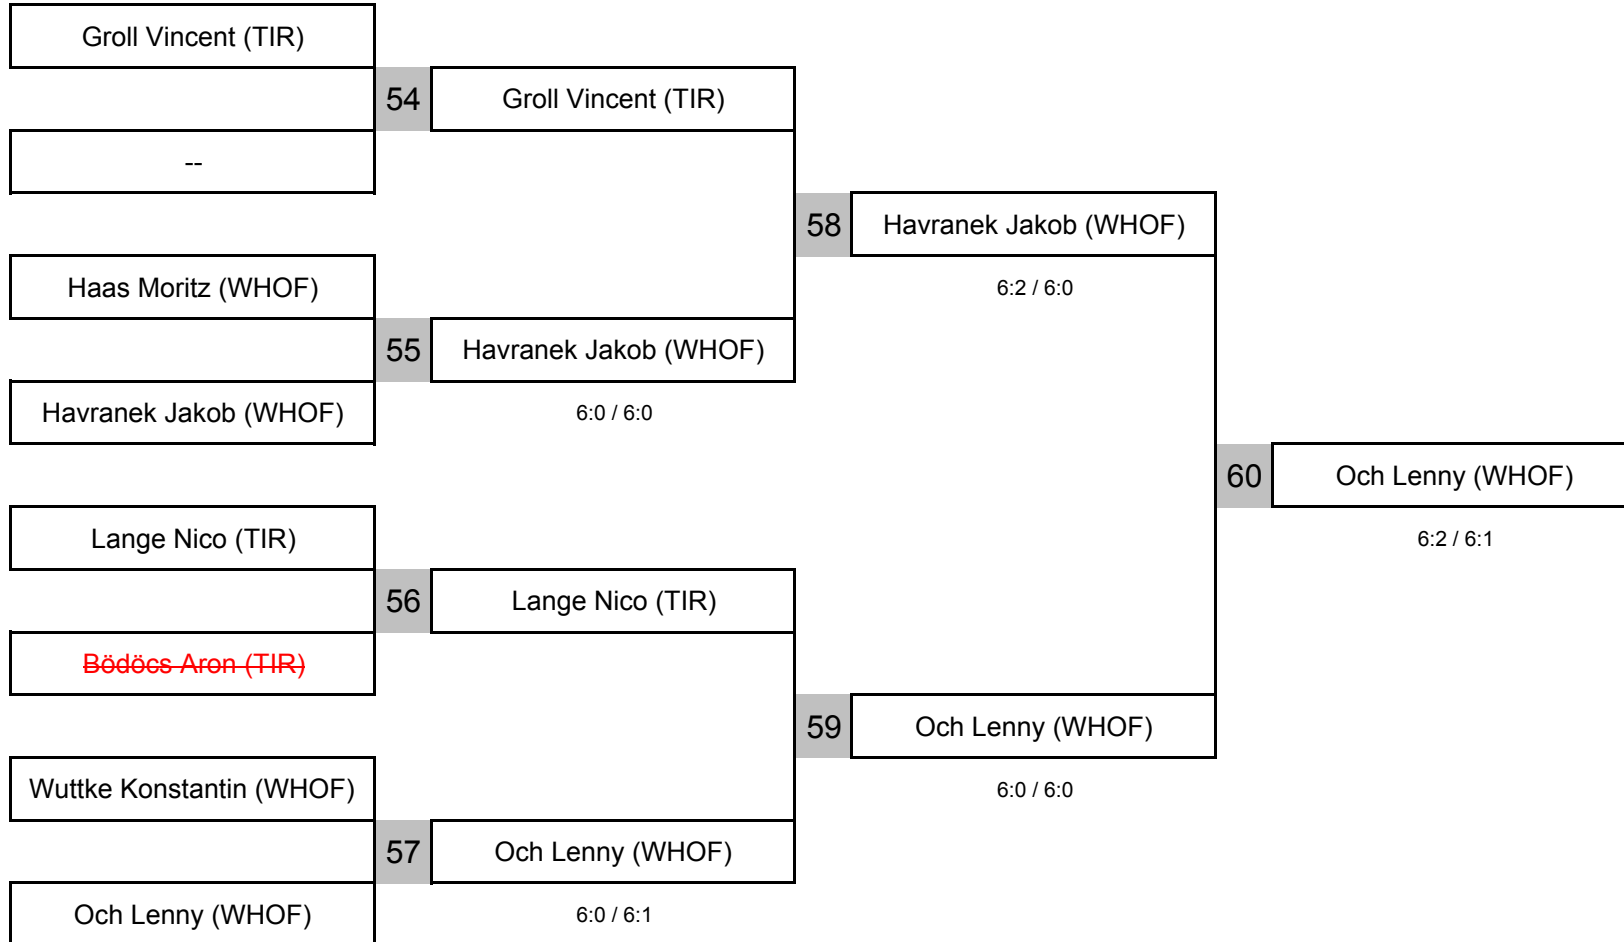 Groll Vincent (TIR)
54
Groll Vincent (TIR)
--
58
Havranek Jakob (WHOF)
Haas Moritz (WHOF)
6:2 / 6:0
55
Havranek Jakob (WHOF)
Havranek Jakob (WHOF)
6:0 / 6:0
60
Och Lenny (WHOF)
Lange Nico (TIR)
6:2 / 6:1
56
Lange Nico (TIR)
Bödöcs Aron (TIR)
59
Och Lenny (WHOF)
Wuttke Konstantin (WHOF)
6:0 / 6:0
57
Och Lenny (WHOF)
Och Lenny (WHOF)
6:0 / 6:1